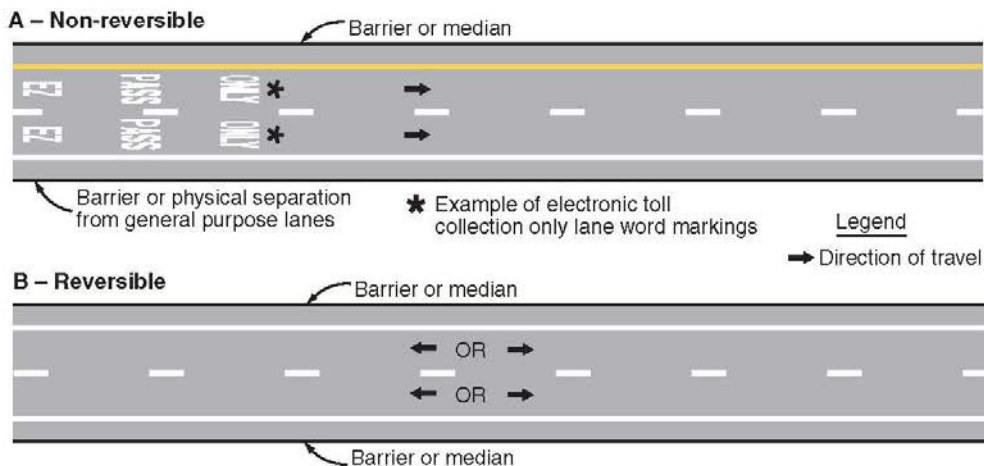 A – Non-reversible
Barrier or median
EZ PASS ONLY *
EZ PASS ONLY *
Barrier or physical separation
from general purpose lanes
* Example of electronic toll
collection only lane word markings
Legend
Direction of travel
B – Reversible
Barrier or median
OR
OR
Barrier or median